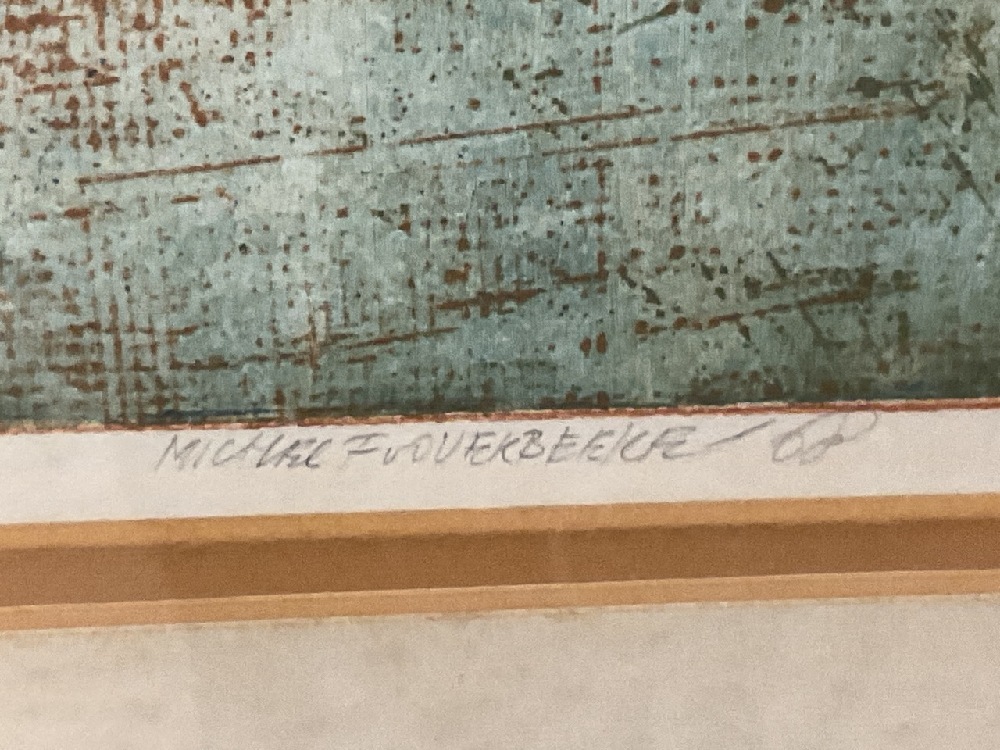 MICHAEL F. V. OVERBEEKE / 68